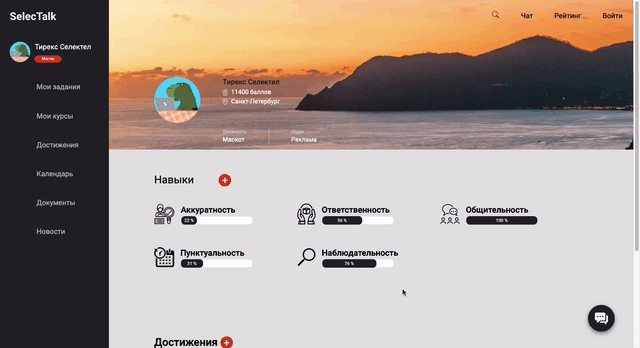 SelecTalk
Чат
Рейтинг
Войти
Тирекс Селектел
Мастер
Мои задания
Мои курсы
Достижения
Календарь
Документы
Новости
Тирекс Селектел
11400 баллов
Санкт-Петербург
Должность
Маскот
Отдел
Реклама
Навыки
Аккуратность
22 %
Ответственность
56 %
Общительность
100 %
Пунктуальность
31 %
Наблюдательность
76 %
Достижения